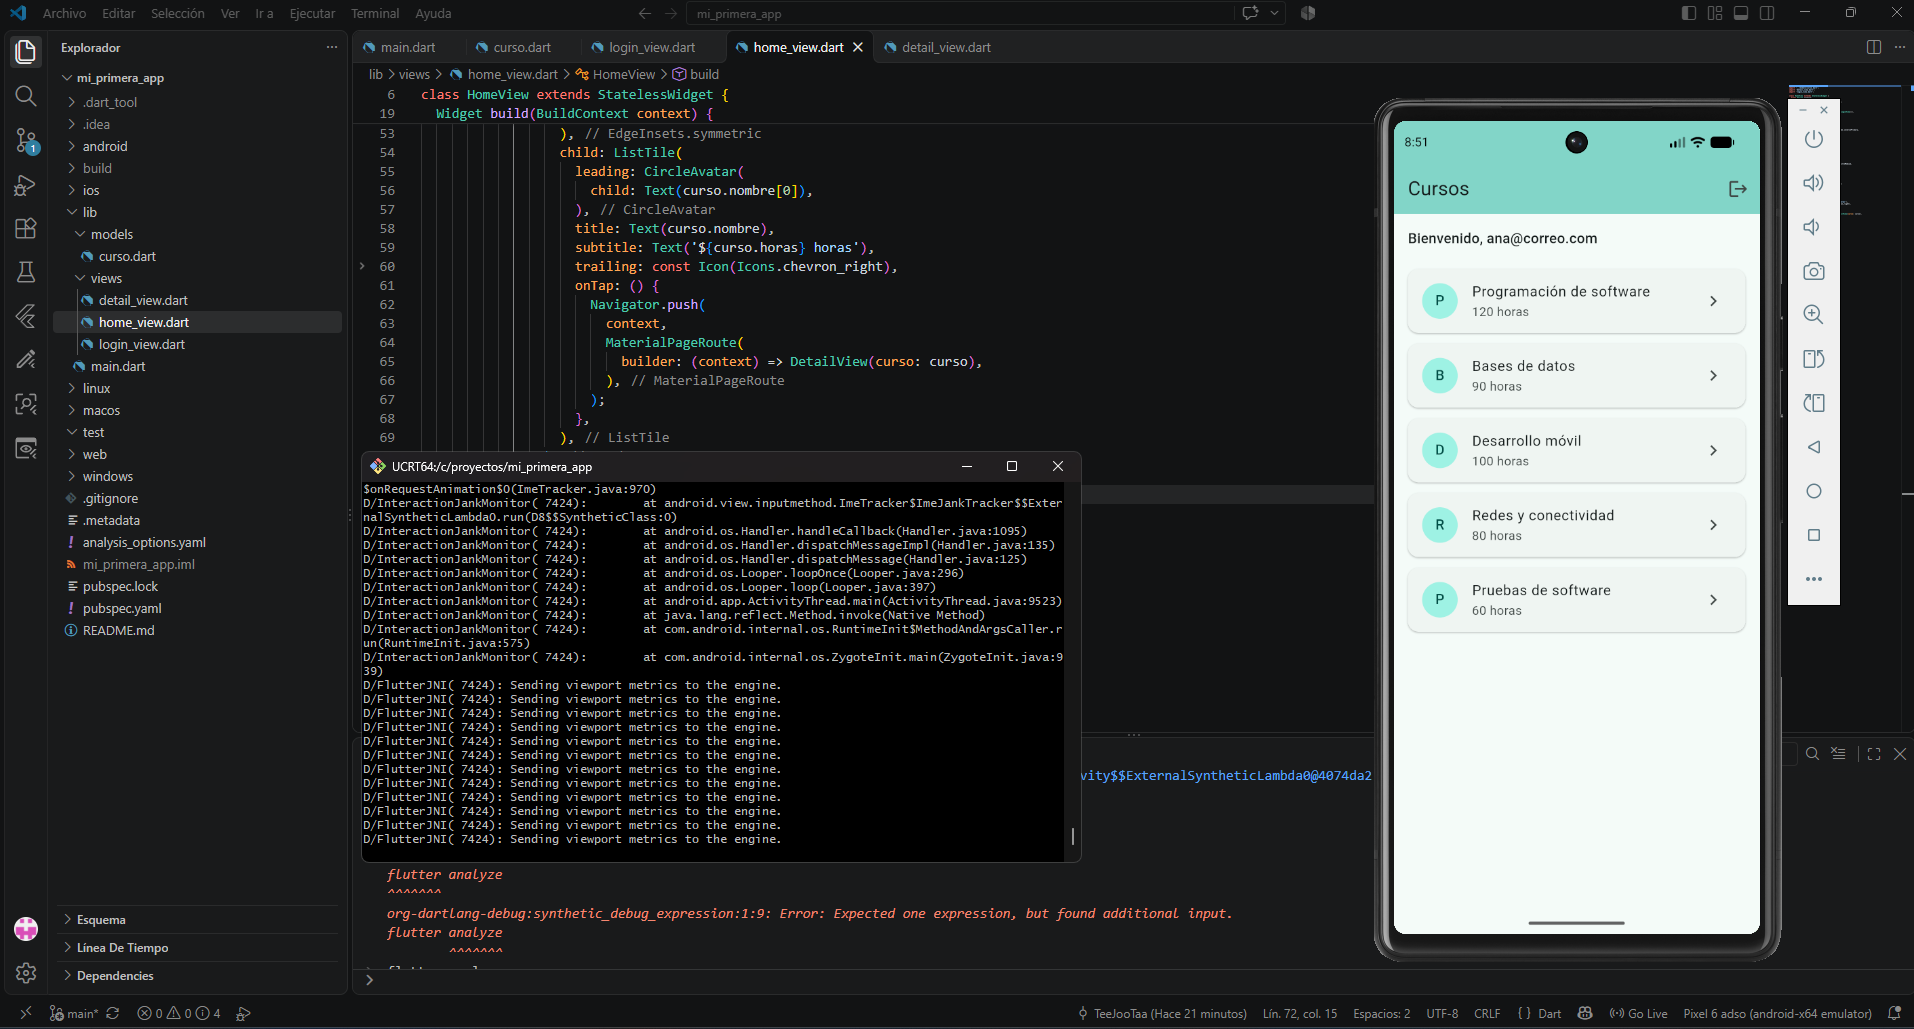 Archivo Editar Selección Ver Ir a Ejecutar Terminal Ayuda
mi_primera_app
Explorador
mi_primera_app
.dart_tool
.idea
android
build
ios
lib
models
curso.dart
views
detail_view.dart
home_view.dart
login_view.dart
main.dart
linux
macos
test
web
windows
.gitignore
.metadata
analysis_options.yaml
mi_primera_app.iml
pubspec.lock
pubspec.yaml
README.md
Esquema
Línea De Tiempo
Dependencies
main.dart curso.dart login_view.dart home_view.dart detail_view.dart
lib > views > home_view.dart > HomeView > build
6 class HomeView extends StatelessWidget {
19 Widget build(BuildContext context) {
53 ), // EdgeInsets.symmetric
54 child: ListTile(
55 leading: CircleAvatar(
56 child: Text(curso.nombre[0]),
57 ), // CircleAvatar
58 title: Text(curso.nombre),
59 subtitle: Text('${curso.horas} horas'),
60 trailing: const Icon(Icons.chevron_right),
61 onTap: () {
62 Navigator.push(
63 context,
64 MaterialPageRoute(
65 builder: (context) => DetailView(curso: curso),
66 ), // MaterialPageRoute
67 );
68 },
69 ), // ListTile
UCRT64:/c/proyectos/mi_primera_app
$onRequestAnimation$0(ImeTracker.java:970)
D/InteractionJankMonitor( 7424): at android.view.inputmethod.ImeTracker$ImeJankTracker$$Exter
nalSyntheticLambda0.run(D8$$SyntheticClass:0)
D/InteractionJankMonitor( 7424): at android.os.Handler.handleCallback(Handler.java:1095)
D/InteractionJankMonitor( 7424): at android.os.Handler.dispatchMessageImpl(Handler.java:135)
D/InteractionJankMonitor( 7424): at android.os.Handler.dispatchMessage(Handler.java:125)
D/InteractionJankMonitor( 7424): at android.os.Looper.loopOnce(Looper.java:296)
D/InteractionJankMonitor( 7424): at android.os.Looper.loop(Looper.java:397)
D/InteractionJankMonitor( 7424): at android.app.ActivityThread.main(ActivityThread.java:9523)
D/InteractionJankMonitor( 7424): at java.lang.reflect.Method.invoke(Native Method)
D/InteractionJankMonitor( 7424): at com.android.internal.os.RuntimeInit$MethodAndArgsCaller.r
un(RuntimeInit.java:575)
D/InteractionJankMonitor( 7424): at com.android.internal.os.ZygoteInit.main(ZygoteInit.java:9
39)
D/FlutterJNI( 7424): Sending viewport metrics to the engine.
D/FlutterJNI( 7424): Sending viewport metrics to the engine.
D/FlutterJNI( 7424): Sending viewport metrics to the engine.
D/FlutterJNI( 7424): Sending viewport metrics to the engine.
D/FlutterJNI( 7424): Sending viewport metrics to the engine.
D/FlutterJNI( 7424): Sending viewport metrics to the engine.
D/FlutterJNI( 7424): Sending viewport metrics to the engine.
D/FlutterJNI( 7424): Sending viewport metrics to the engine.
D/FlutterJNI( 7424): Sending viewport metrics to the engine.
D/FlutterJNI( 7424): Sending viewport metrics to the engine.
D/FlutterJNI( 7424): Sending viewport metrics to the engine.
D/FlutterJNI( 7424): Sending viewport metrics to the engine.
vity$$ExternalSyntheticLambda0@4074da2
flutter analyze
^^^^^^^
org-dartlang-debug:synthetic_debug_expression:1:9: Error: Expected one expression, but found additional input.
flutter analyze
^^^^^^^
8:51
Cursos
Bienvenido, ana@correo.com
P
Programación de software
120 horas
B
Bases de datos
90 horas
D
Desarrollo móvil
100 horas
R
Redes y conectividad
80 horas
P
Pruebas de software
60 horas
1
main* 0 0 4
TeeJooTaa (Hace 21 minutos) Lín. 72, col. 15 Espacios: 2 UTF-8 CRLF { } Dart Go Live Pixel 6 adso (android-x64 emulator)